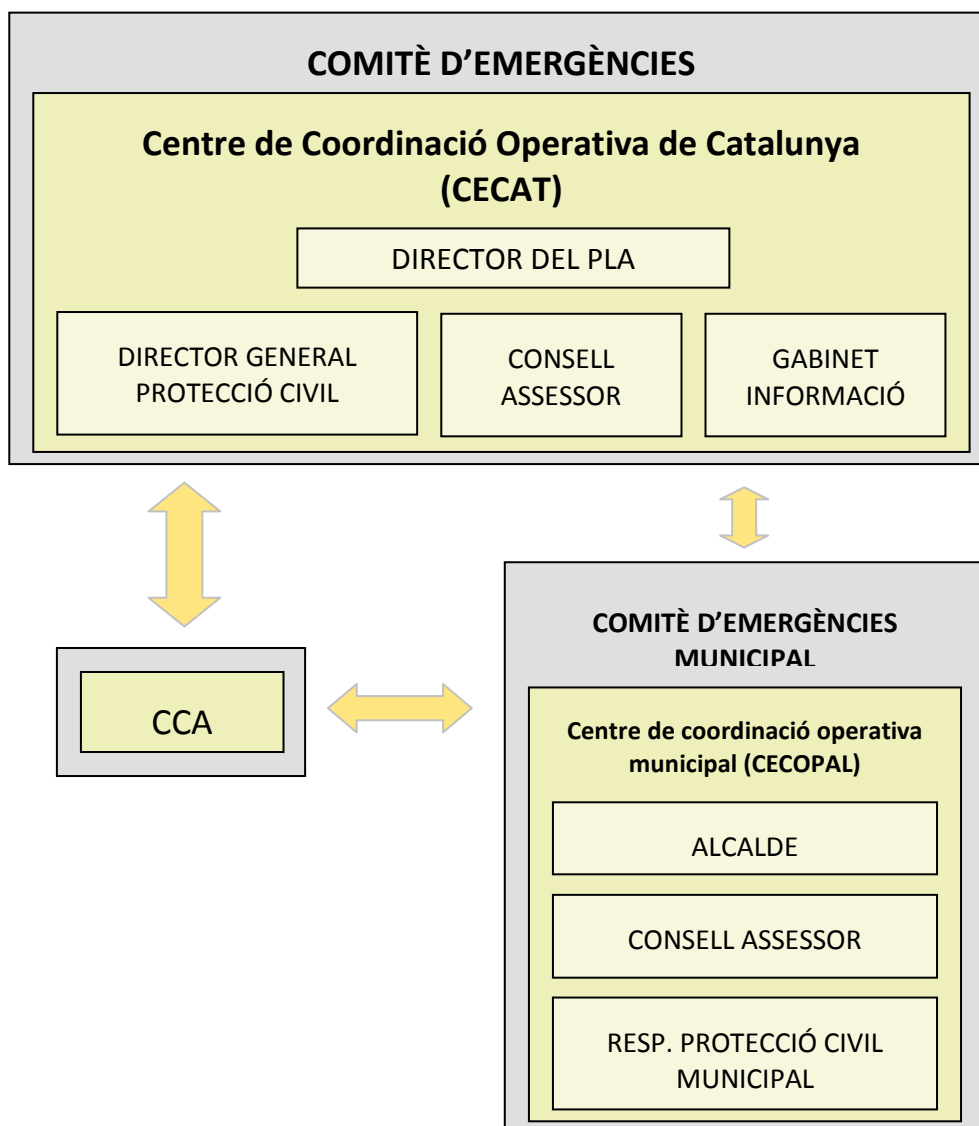 COMITÈ D’EMERGÈNCIES
Centre de Coordinació Operativa de Catalunya
(CECAT)
DIRECTOR DEL PLA
DIRECTOR GENERAL
PROTECCIÓ CIVIL
CONSELL
ASSESSOR
GABINET
INFORMACIÓ
CCA
COMITÈ D’EMERGÈNCIES
MUNICIPAL
Centre de coordinació operativa
municipal (CECOPAL)
ALCALDE
CONSELL ASSESSOR
RESP. PROTECCIÓ CIVIL
MUNICIPAL